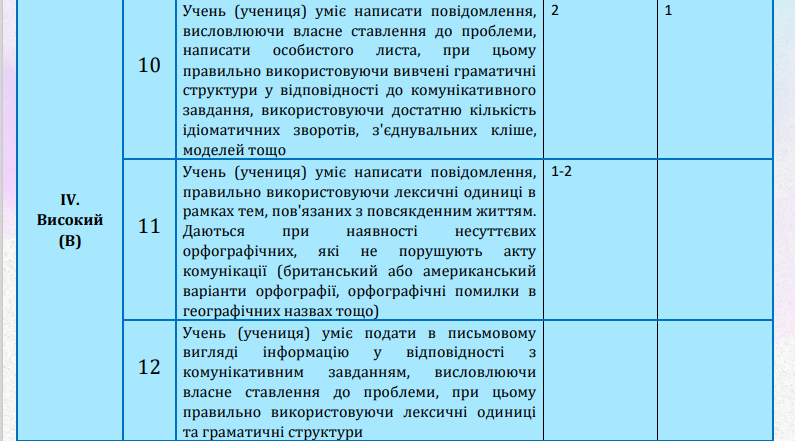 IV.
Високий
(В)
10
Учень (учениця) уміє написати повідомлення,
висловлюючи власне ставлення до проблеми,
написати особистого листа, при цьому
правильно використовуючи вивчені граматичні
структури у відповідності до комунікативного
завдання, використовуючи достатню кількість
ідіоматичних зворотів, з'єднувальних кліше,
моделей тощо
2
1
11
Учень (учениця) уміє написати повідомлення,
правильно використовуючи лексичні одиниці в
рамках тем, пов'язаних з повсякденним життям.
Даються при наявності несуттєвих
орфографічних, які не порушують акту
комунікації (британський або американський
варіанти орфографії, орфографічні помилки в
географічних назвах тощо)
1-2
12
Учень (учениця) уміє подати в письмовому
вигляді інформацію у відповідності з
комунікативним завданням, висловлюючи
власне ставлення до проблеми, при цьому
правильно використовуючи лексичні одиниці
та граматичні структури